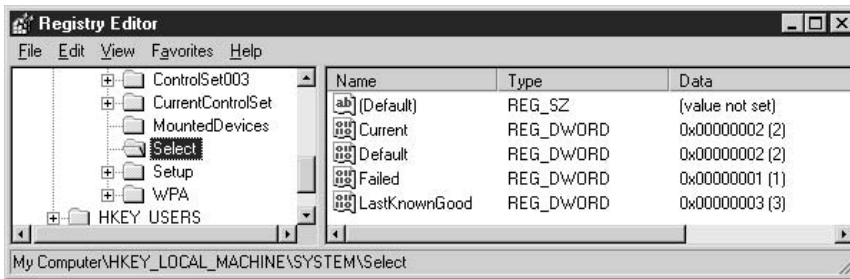 Registry Editor
File Edit View Favorites Help
ControlSet003
CurrentControlSet
MountedDevices
Select
Setup
WPA
HKEY_USERS
Name Type Data
ab (Default) REG_SZ (value not set)
Current REG_DWORD 0x00000002 (2)
Default REG_DWORD 0x00000002 (2)
Failed REG_DWORD 0x00000001 (1)
LastKnownGood REG_DWORD 0x00000003 (3)
My Computer\HKEY_LOCAL_MACHINE\SYSTEM\Select